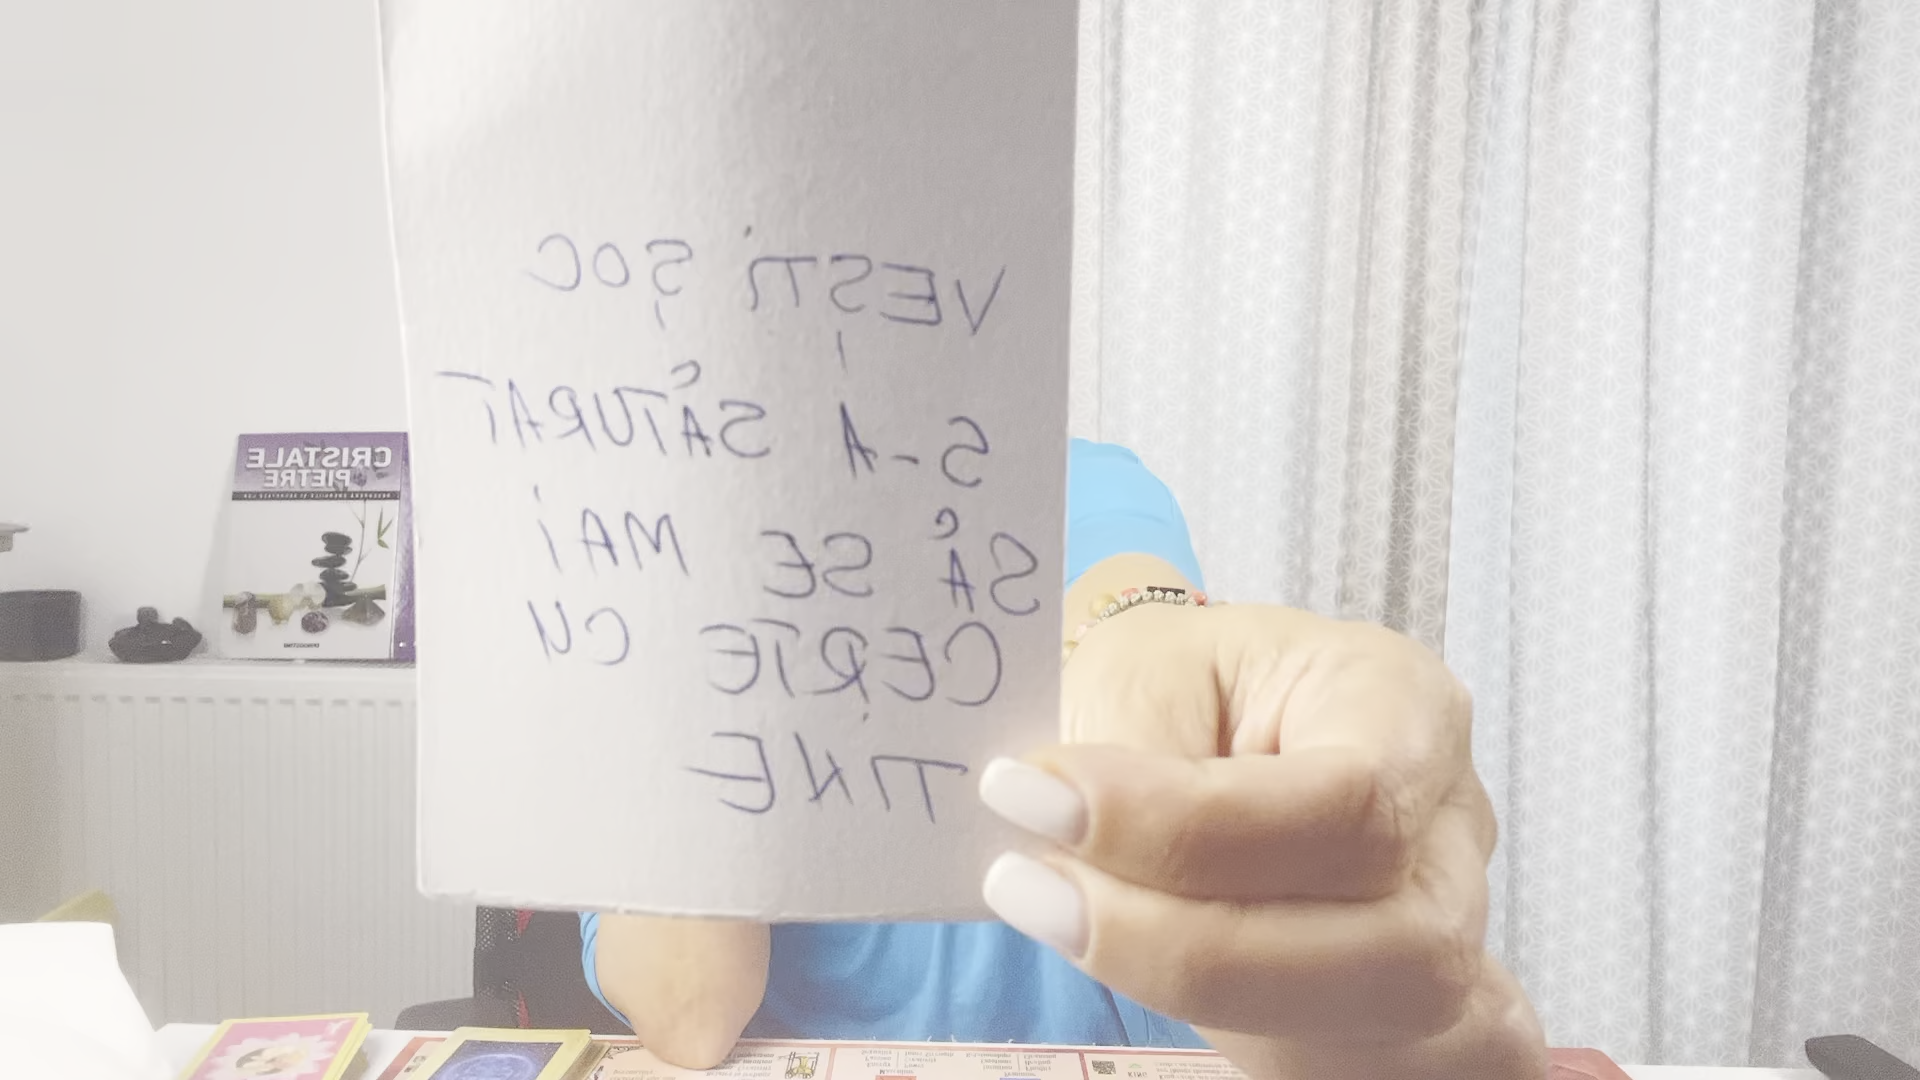 VEȘTI ȘOC
S-A SĂTURAT
SĂ SE MAI
CERTE CU
TINE
CRISTALE
PIETRE